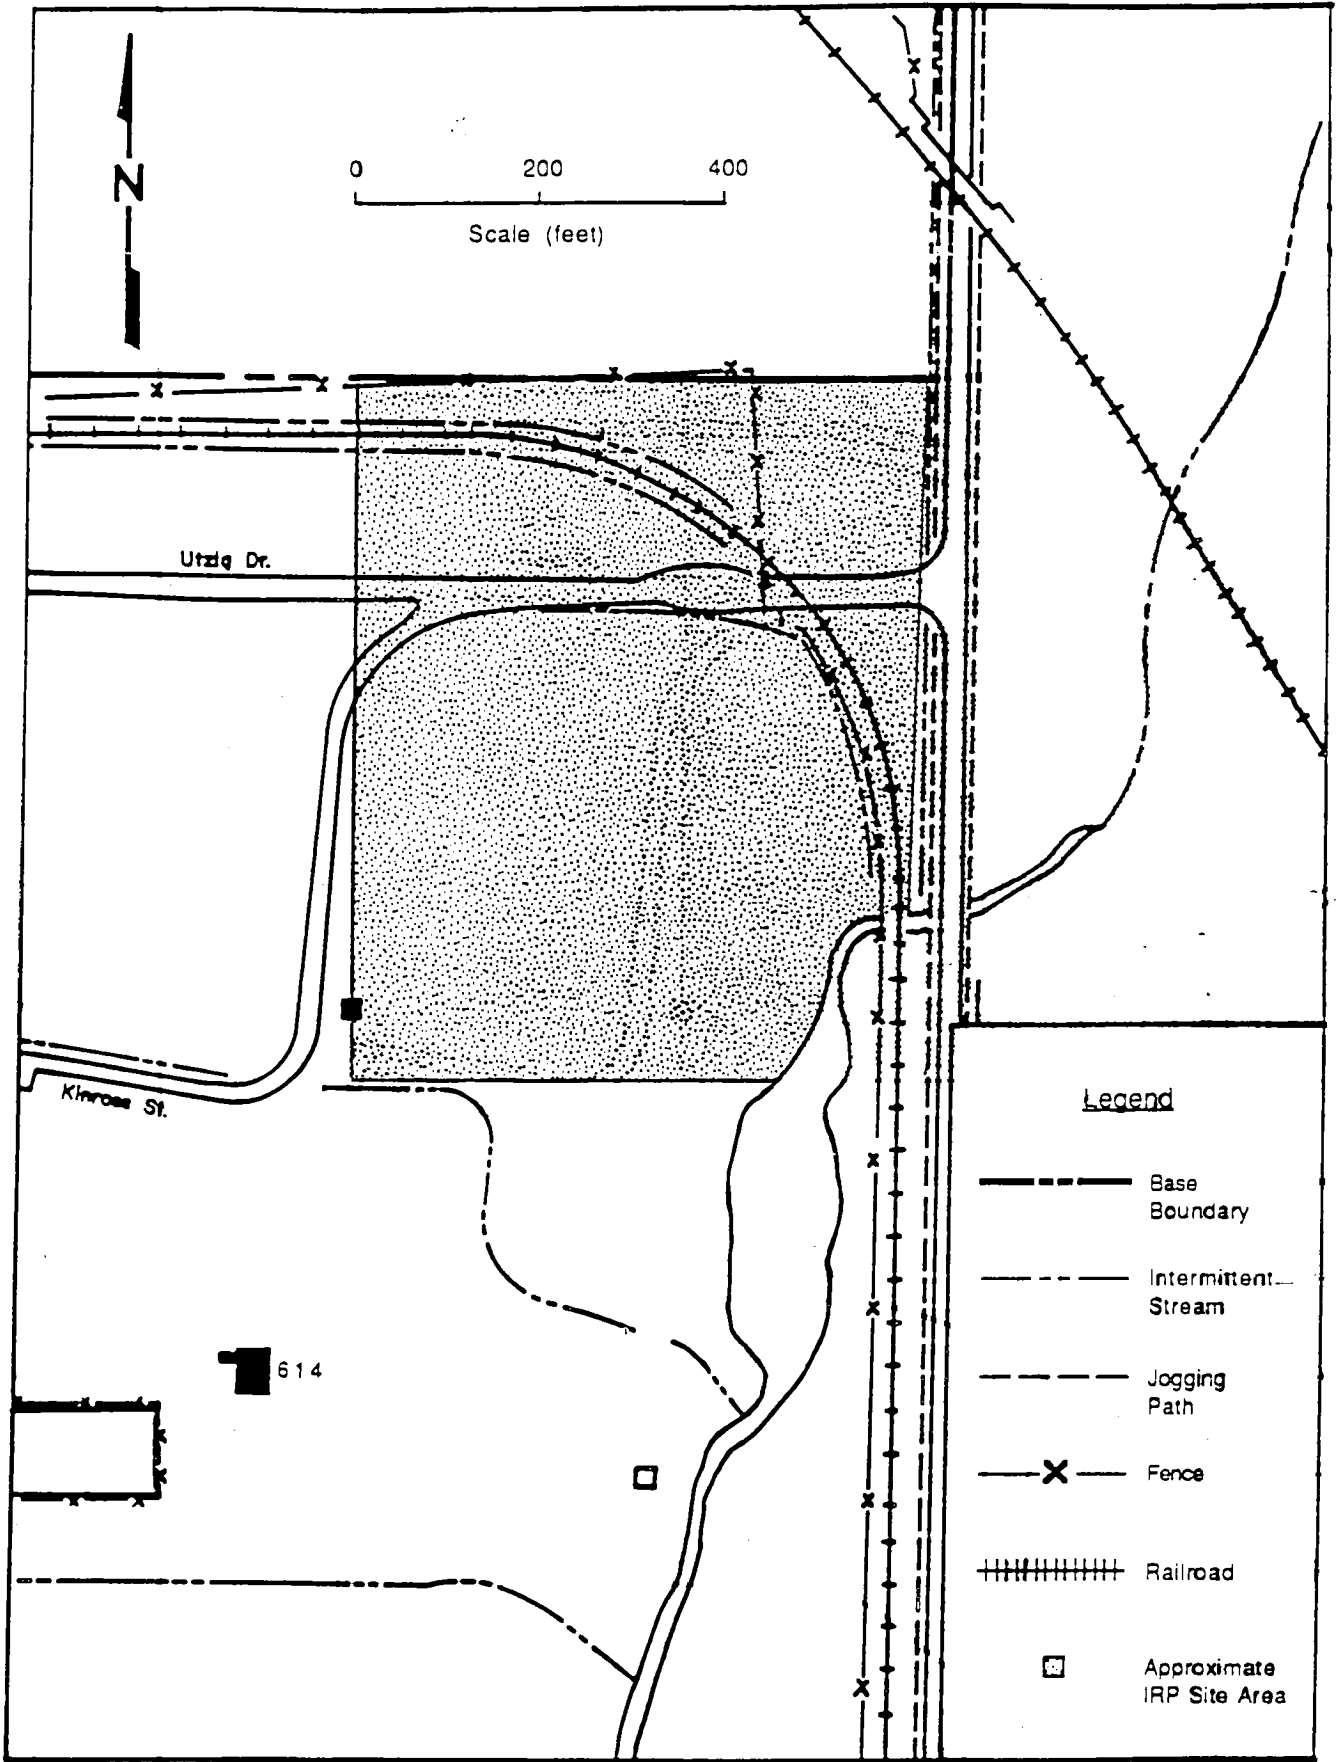 N
0 200 400
Scale (feet)
Utzig Dr.
Kinross St.
614
Legend
Base
Boundary
Intermittent
Stream
Jogging
Path
Fence
Railroad
Approximate
IRP Site Area